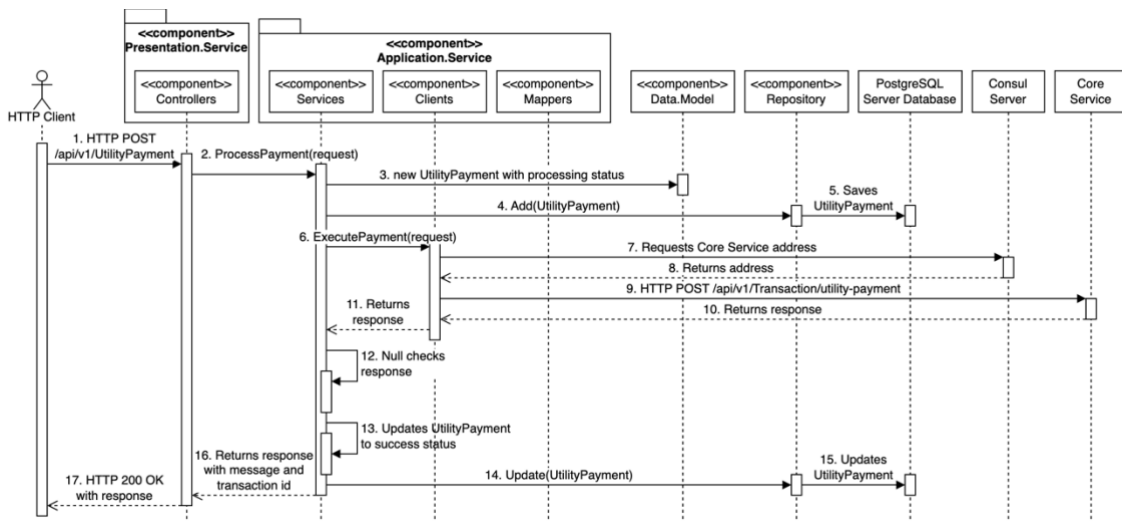 <<component>>
Presentation.Service
<<component>>
Application.Service
<<component>>
Controllers
<<component>>
Services
<<component>>
Clients
<<component>>
Mappers
<<component>>
Data.Model
<<component>>
Repository
PostgreSQL
Server Database
Consul
Server
Core
Service
HTTP Client
1. HTTP POST
/api/v1/UtilityPayment
2. ProcessPayment(request)
3. new UtilityPayment with processing status
4. Add(UtilityPayment)
5. Saves
UtilityPayment
6. ExecutePayment(request)
7. Requests Core Service address
8. Returns address
9. HTTP POST /api/v1/Transaction/utility-payment
10. Returns response
11. Returns
response
12. Null checks
response
13. Updates UtilityPayment
to success status
14. Update(UtilityPayment)
15. Updates
UtilityPayment
16. Returns response
with message and
transaction id
17. HTTP 200 OK
with response